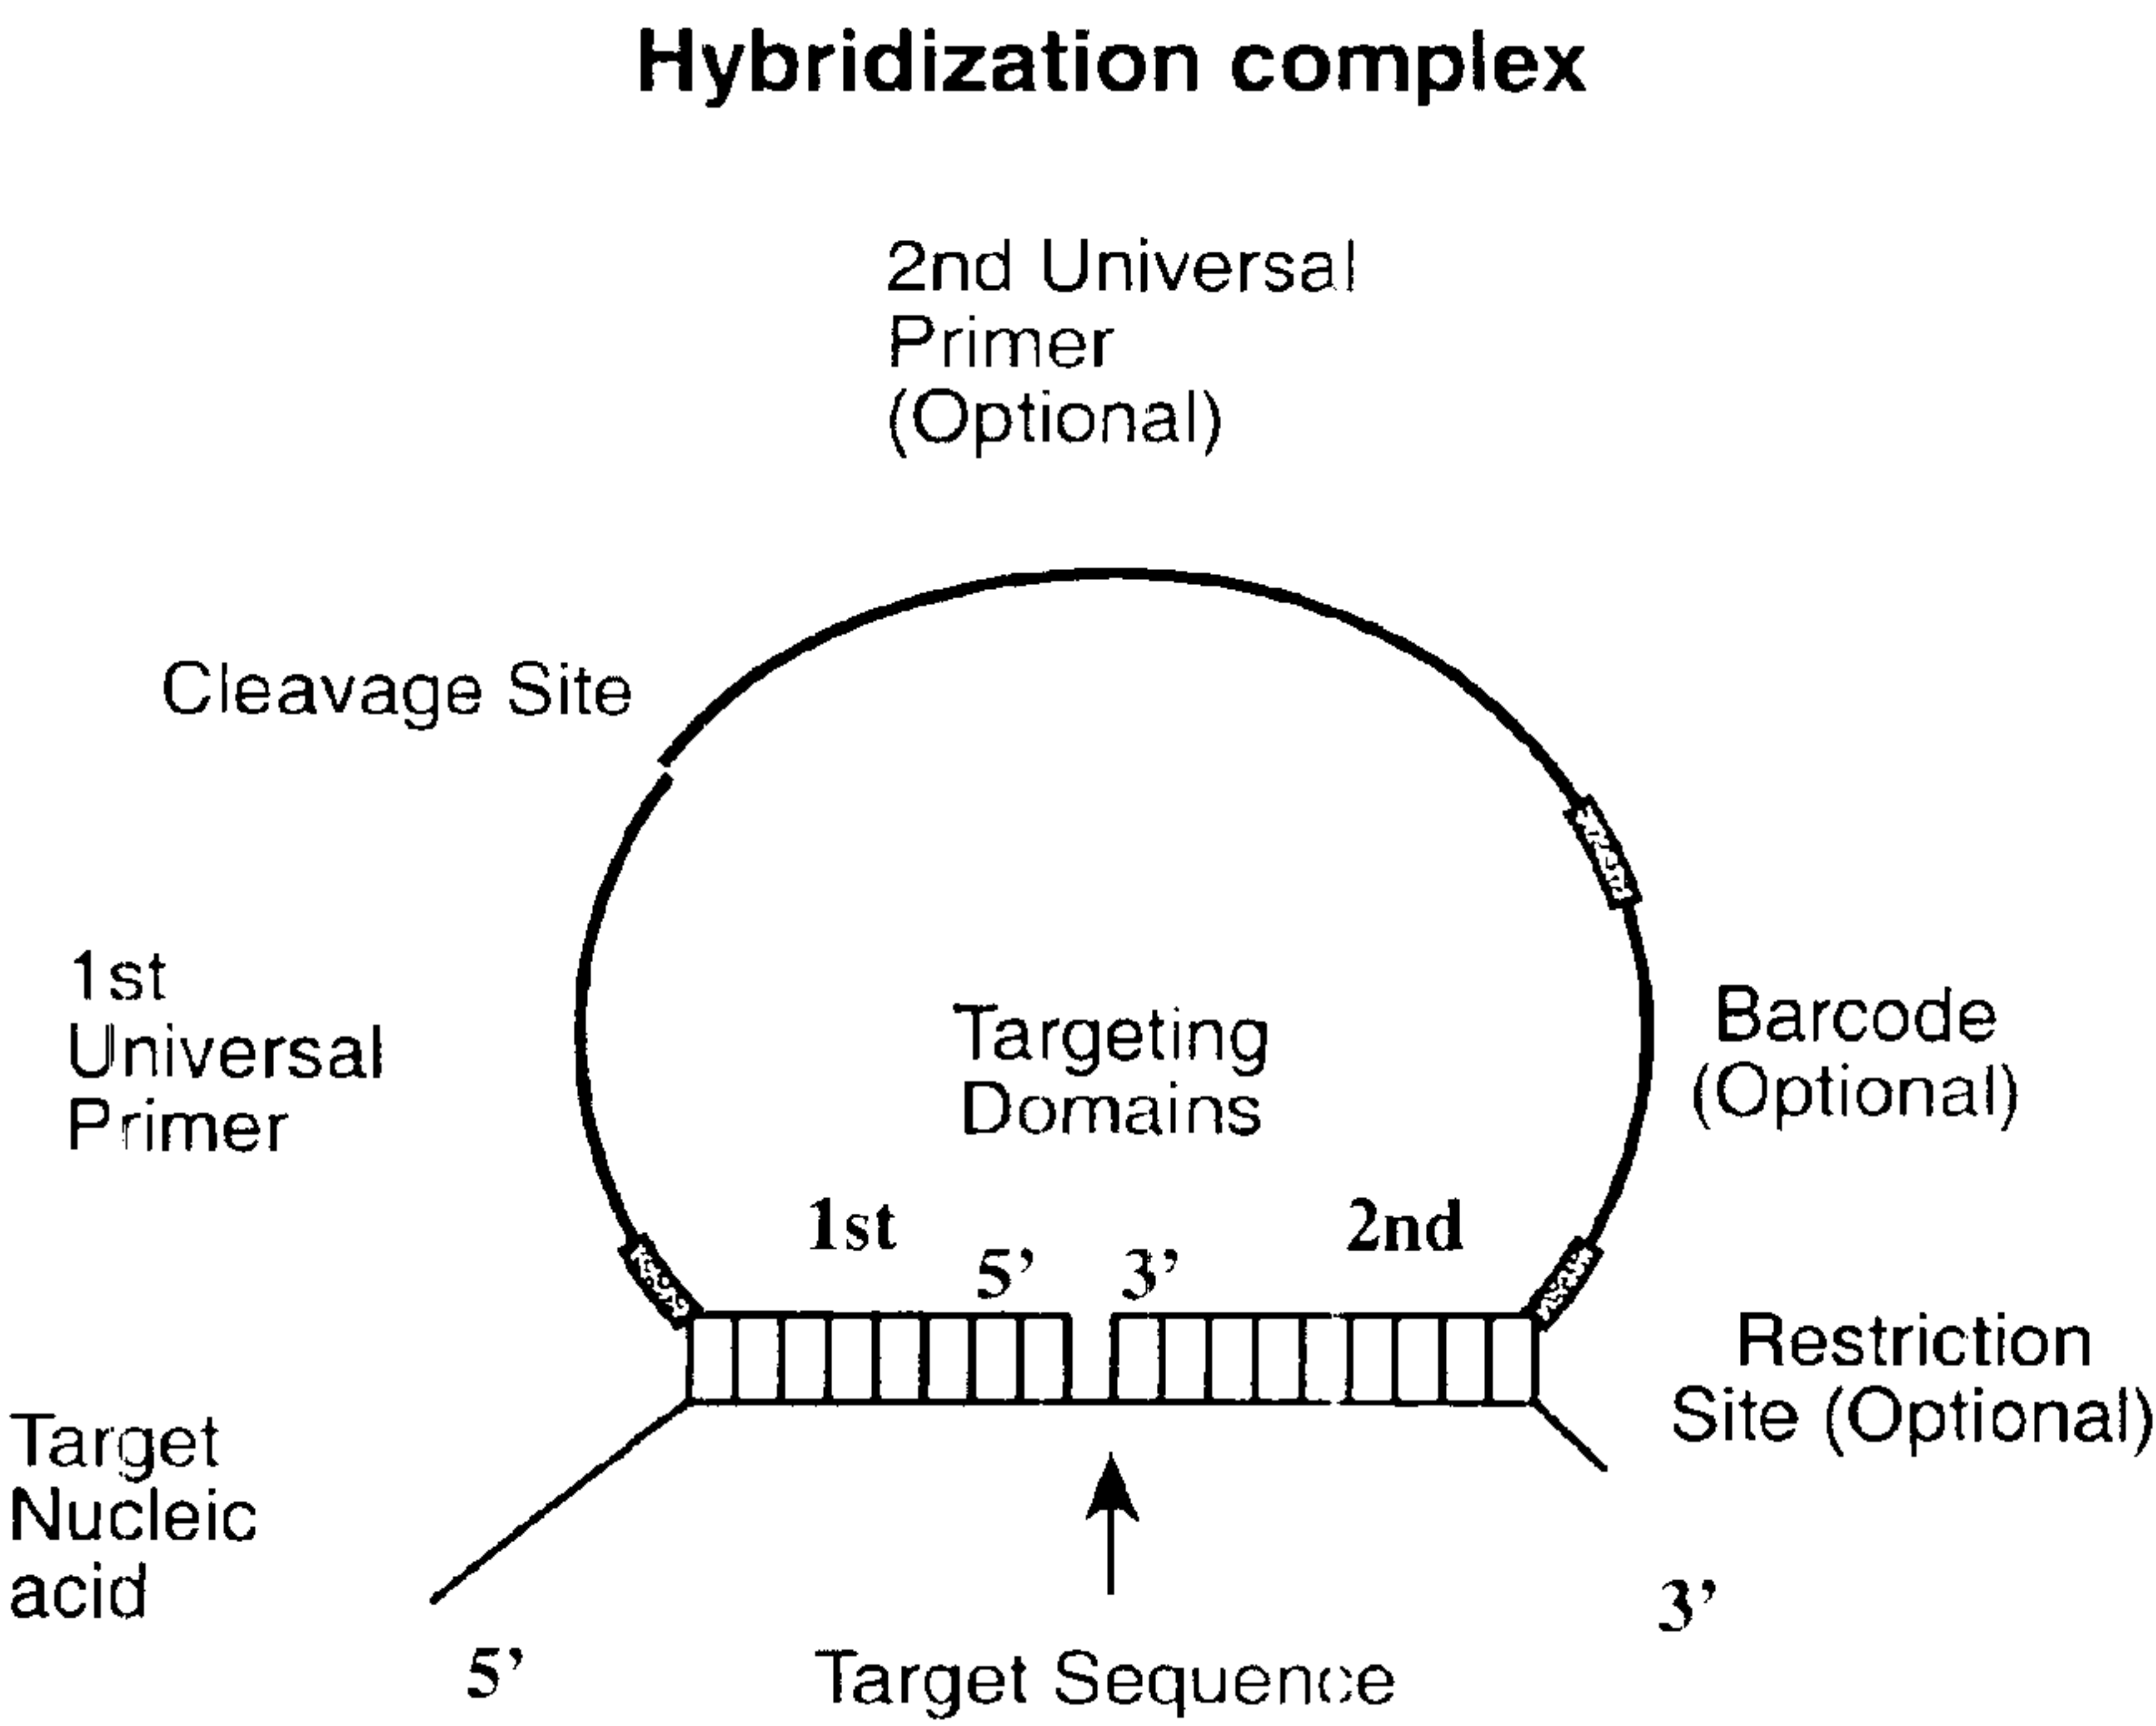 Hybridization complex
2nd Universal
Primer
(Optional)
Cleavage Site
1st
Universal
Primer
Targeting
Domains
Barcode
(Optional)
1st
2nd
5’
3’
Restriction
Site (Optional)
Target
Nucleic
acid
5’
Target Sequence
3’